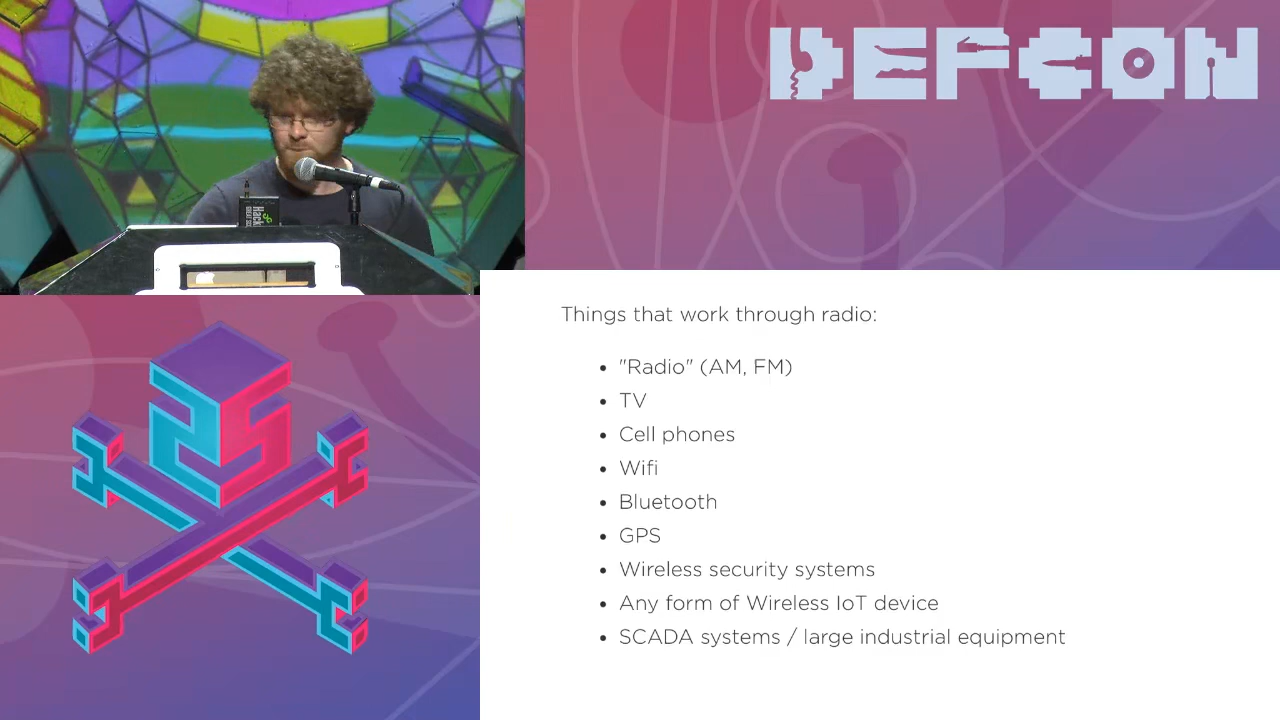 DEFCON
Things that work through radio:
"Radio" (AM, FM)
TV
Cell phones
Wifi
Bluetooth
GPS
Wireless security systems
Any form of Wireless IoT device
SCADA systems / large industrial equipment